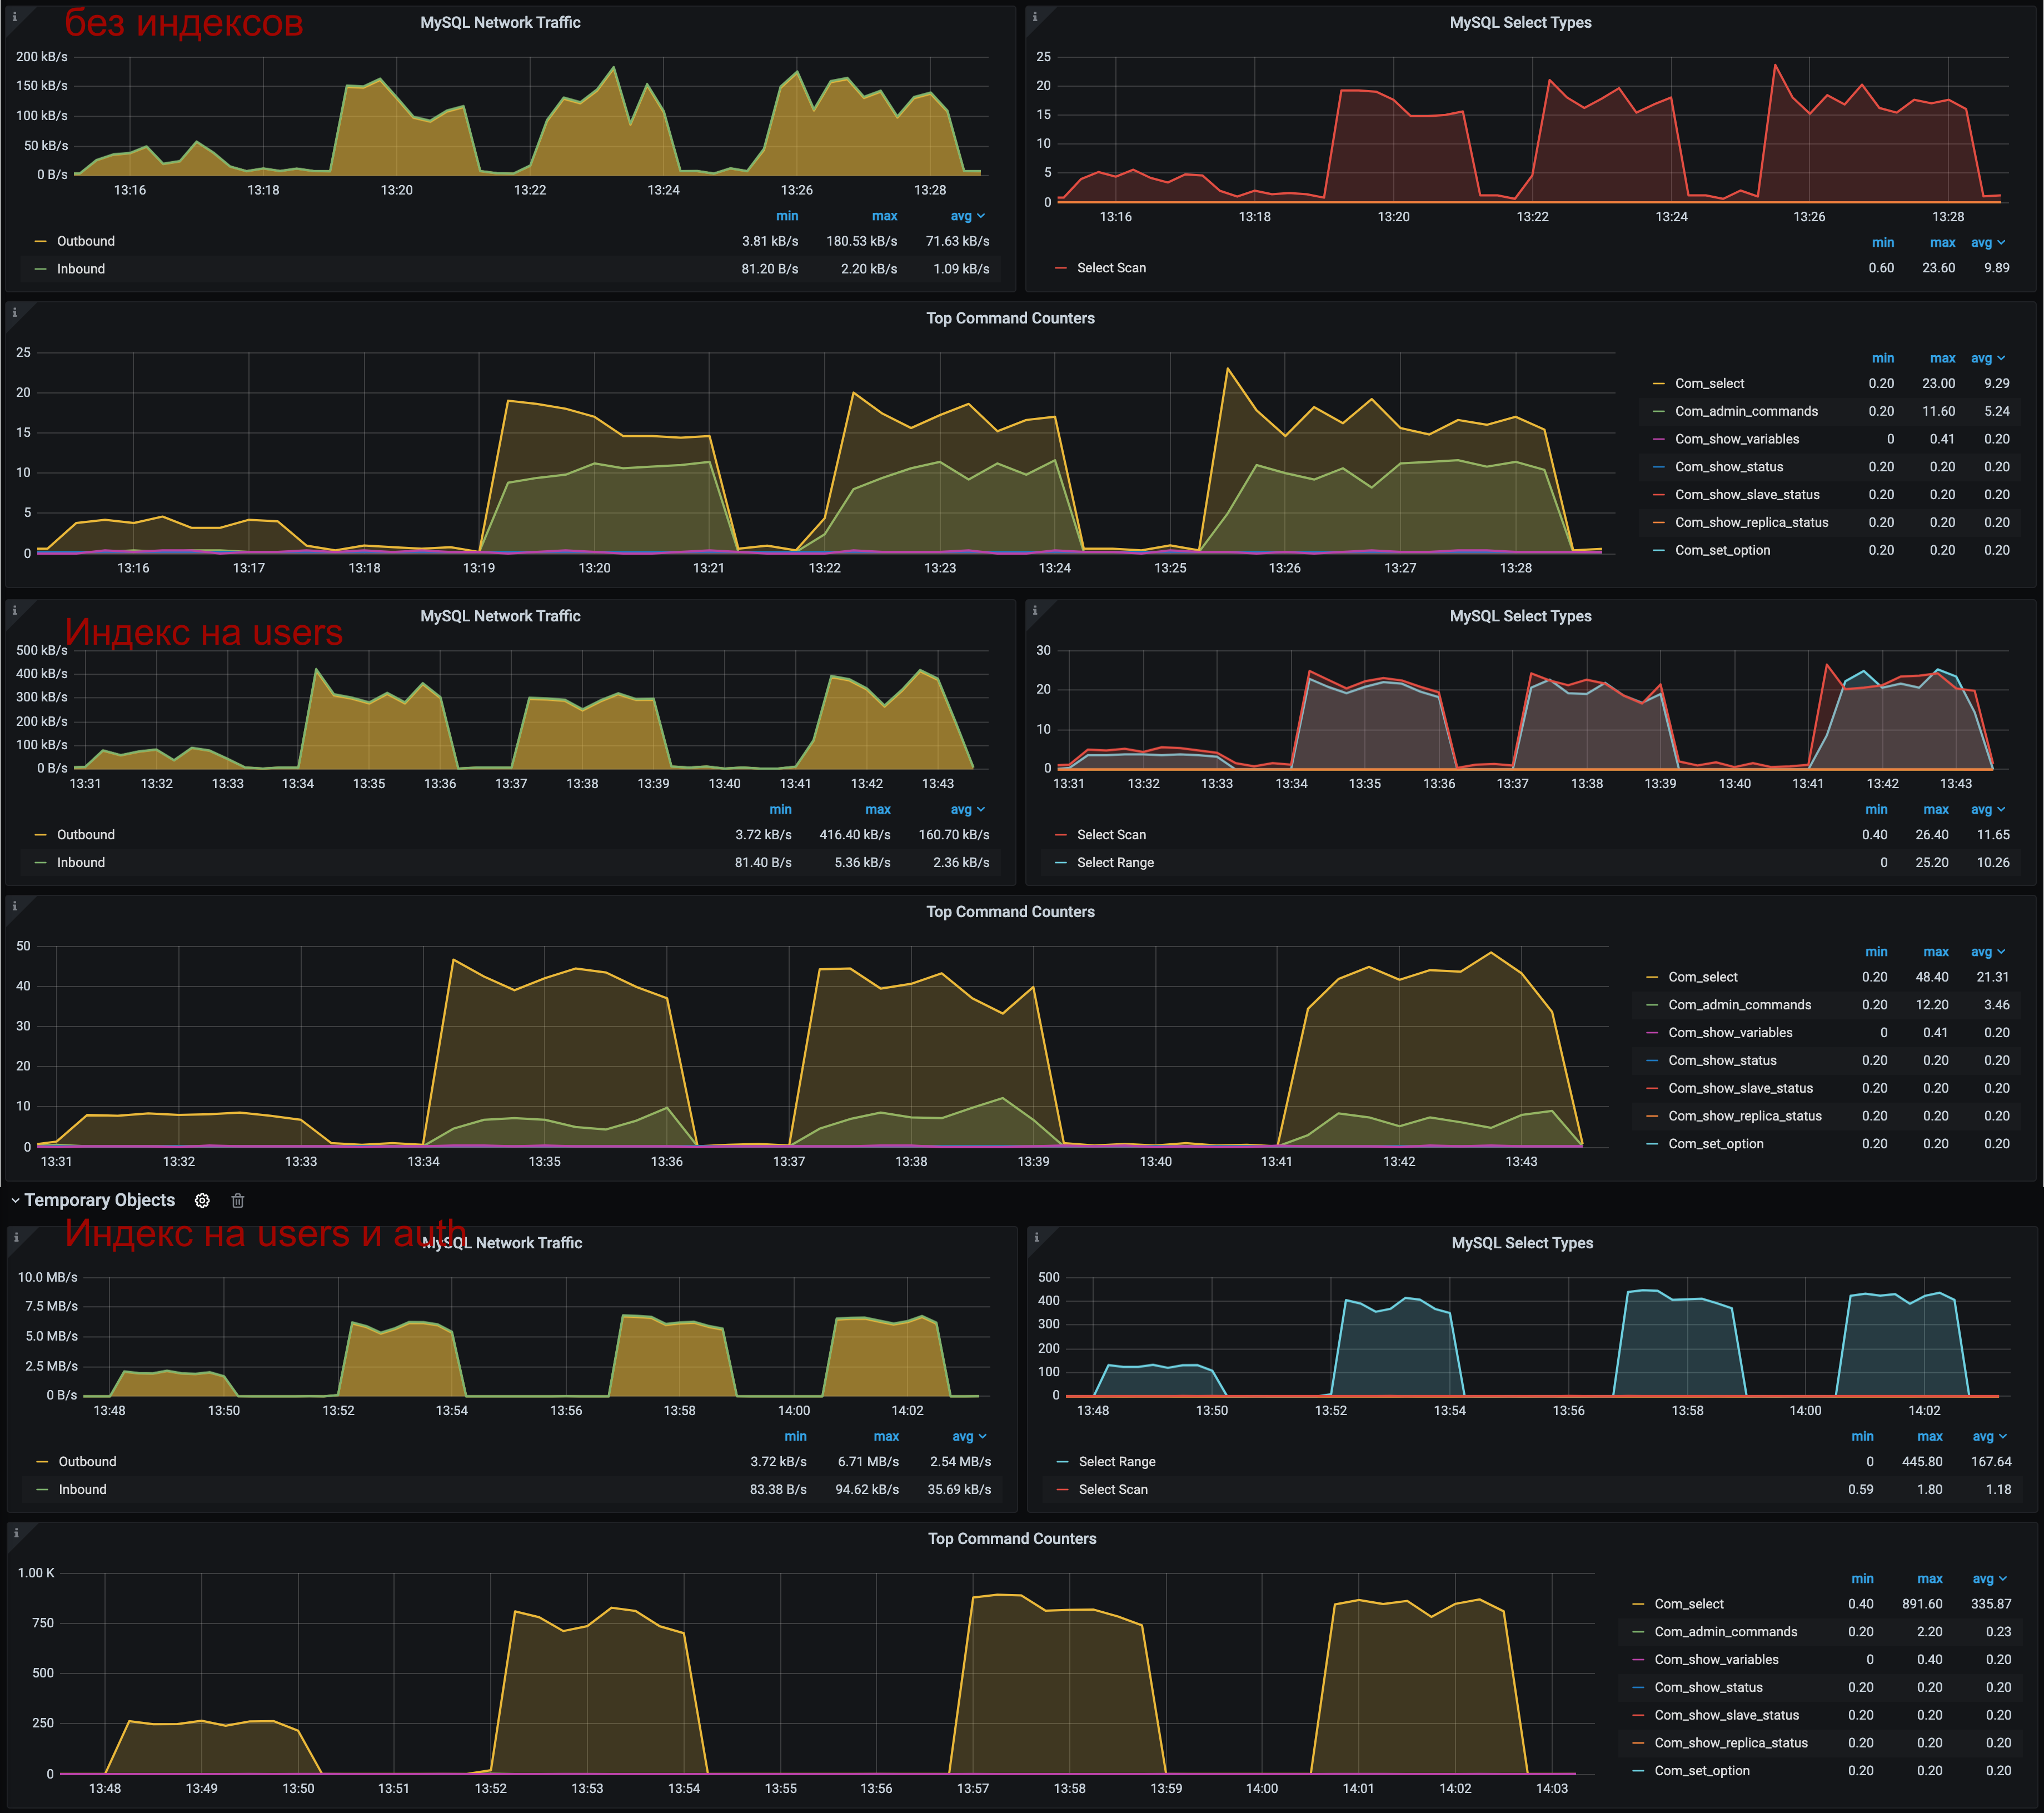 без индексов
MySQL Network Traffic
200 kB/s
150 kB/s
100 kB/s
50 kB/s
0 B/s
13:16 13:18 13:20 13:22 13:24 13:26 13:28
min max avg
Outbound 3.81 kB/s 180.53 kB/s 71.63 kB/s
Inbound 81.20 B/s 2.20 kB/s 1.09 kB/s
MySQL Select Types
25
20
15
10
5
0
13:16 13:18 13:20 13:22 13:24 13:26 13:28
min max avg
Select Scan 0.60 23.60 9.89
Top Command Counters
25
20
15
10
5
0
13:16 13:17 13:18 13:19 13:20 13:21 13:22 13:23 13:24 13:25 13:26 13:27 13:28
min max avg
Com_select 0.20 23.00 9.29
Com_admin_commands 0.20 11.60 5.24
Com_show_variables 0 0.41 0.20
Com_show_status 0.20 0.20 0.20
Com_show_slave_status 0.20 0.20 0.20
Com_show_replica_status 0.20 0.20 0.20
Com_set_option 0.20 0.20 0.20
Индекс на users
MySQL Network Traffic
500 kB/s
400 kB/s
300 kB/s
200 kB/s
100 kB/s
0 B/s
13:31 13:32 13:33 13:34 13:35 13:36 13:37 13:38 13:39 13:40 13:41 13:42 13:43
min max avg
Outbound 3.72 kB/s 416.40 kB/s 160.70 kB/s
Inbound 81.40 B/s 5.36 kB/s 2.36 kB/s
MySQL Select Types
30
20
10
0
13:31 13:32 13:33 13:34 13:35 13:36 13:37 13:38 13:39 13:40 13:41 13:42 13:43
min max avg
Select Scan 0.40 26.40 11.65
Select Range 0 25.20 10.26
Top Command Counters
50
40
30
20
10
0
13:31 13:32 13:33 13:34 13:35 13:36 13:37 13:38 13:39 13:40 13:41 13:42 13:43
min max avg
Com_select 0.20 48.40 21.31
Com_admin_commands 0.20 12.20 3.46
Com_show_variables 0 0.41 0.20
Com_show_status 0.20 0.20 0.20
Com_show_slave_status 0.20 0.20 0.20
Com_show_replica_status 0.20 0.20 0.20
Com_set_option 0.20 0.20 0.20
Temporary Objects
Индекс на users и auth
MySQL Network Traffic
10.0 MB/s
7.5 MB/s
5.0 MB/s
2.5 MB/s
0 B/s
13:48 13:50 13:52 13:54 13:56 13:58 14:00 14:02
min max avg
Outbound 3.72 kB/s 6.71 MB/s 2.54 MB/s
Inbound 83.38 B/s 94.62 kB/s 35.69 kB/s
MySQL Select Types
500
400
300
200
100
0
13:48 13:50 13:52 13:54 13:56 13:58 14:00 14:02
min max avg
Select Range 0 445.80 167.64
Select Scan 0.59 1.80 1.18
Top Command Counters
1.00 K
750
500
250
0
13:48 13:49 13:50 13:51 13:52 13:53 13:54 13:55 13:56 13:57 13:58 13:59 14:00 14:01 14:02 14:03
min max avg
Com_select 0.40 891.60 335.87
Com_admin_commands 0.20 2.20 0.23
Com_show_variables 0 0.40 0.20
Com_show_status 0.20 0.20 0.20
Com_show_slave_status 0.20 0.20 0.20
Com_show_replica_status 0.20 0.20 0.20
Com_set_option 0.20 0.20 0.20